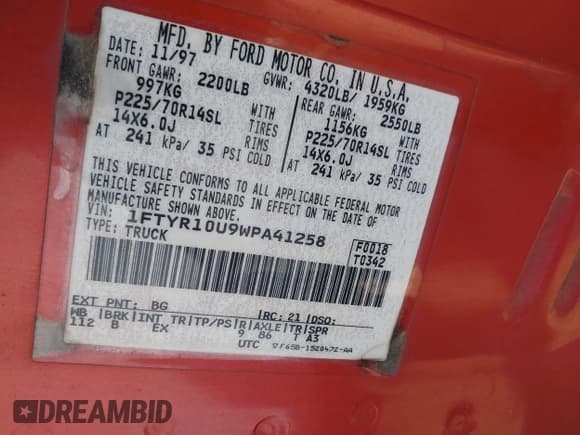 MFD. BY FORD MOTOR CO. IN U.S.A.
DATE: 11/97 GVWR: 4320LB/ 1959KG
FRONT GAWR: 2200LB REAR GAWR: 2550LB
997KG WITH 1156KG WITH
P225/70R14SL TIRES P225/70R14SL TIRES
14X6.0J RIMS 14X6.0J RIMS
AT 241 kPa/ 35 PSI COLD AT 241 kPa/ 35 PSI COLD
THIS VEHICLE CONFORMS TO ALL APPLICABLE FEDERAL MOTOR
VEHICLE SAFETY STANDARDS IN EFFECT ON THE DATE OF
MANUFACTURE SHOWN ABOVE.
VIN: 1FTYR10U9WPA41258
TYPE: TRUCK
F0018
T0342
EXT PNT: BG RC: 21 DSO:
WB BRK INT TR TP/PS R AXLE TR SPR
112 B EX 9 86 T A3
UTC
DREAMBID